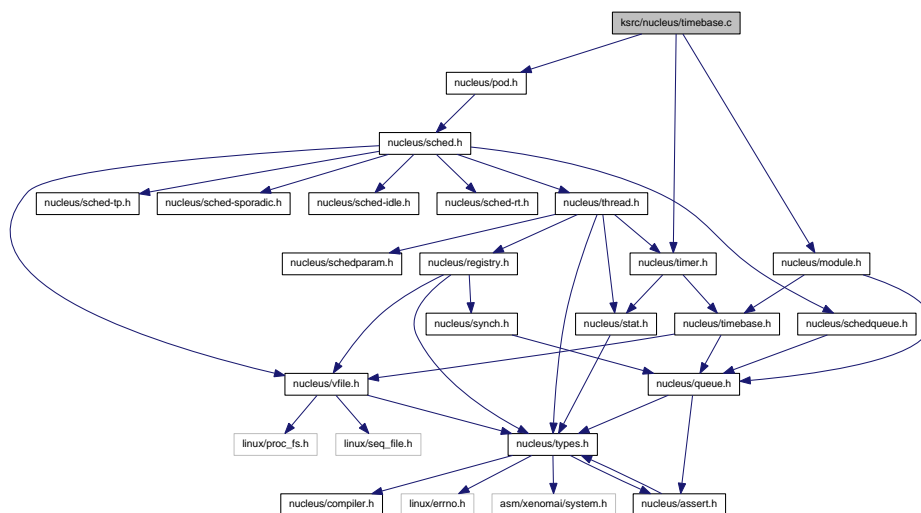 ksrc/nucleus/timebase.c
nucleus/pod.h
nucleus/sched.h
nucleus/sched-tp.h
nucleus/sched-sporadic.h
nucleus/sched-idle.h
nucleus/sched-rt.h
nucleus/thread.h
nucleus/schedparam.h
nucleus/registry.h
nucleus/timer.h
nucleus/module.h
nucleus/synch.h
nucleus/stat.h
nucleus/timebase.h
nucleus/schedqueue.h
nucleus/vfile.h
nucleus/queue.h
linux/proc_fs.h
linux/seq_file.h
nucleus/types.h
nucleus/compiler.h
linux/errno.h
asm/xenomai/system.h
nucleus/assert.h